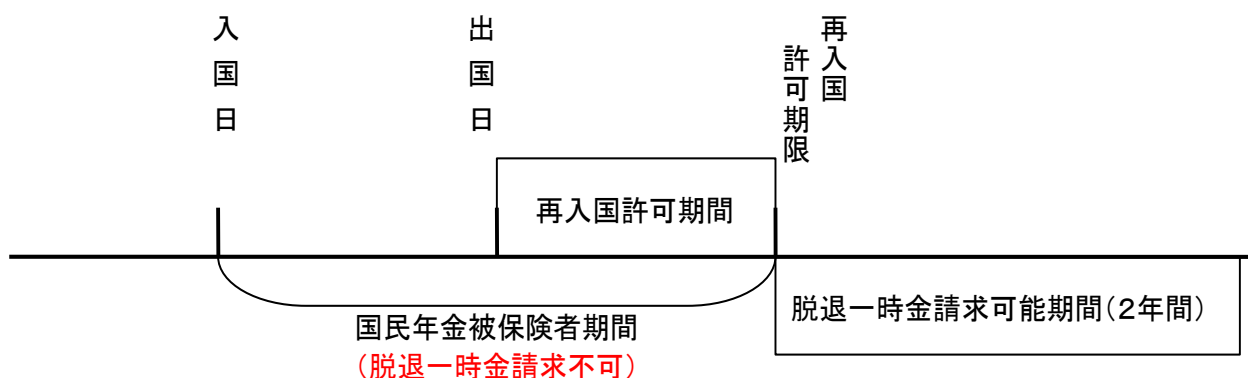 入国日
出国日
再入国
許可期限
再入国許可期間
国民年金被保険者期間
（脱退一時金請求不可）
脱退一時金請求可能期間（２年間）